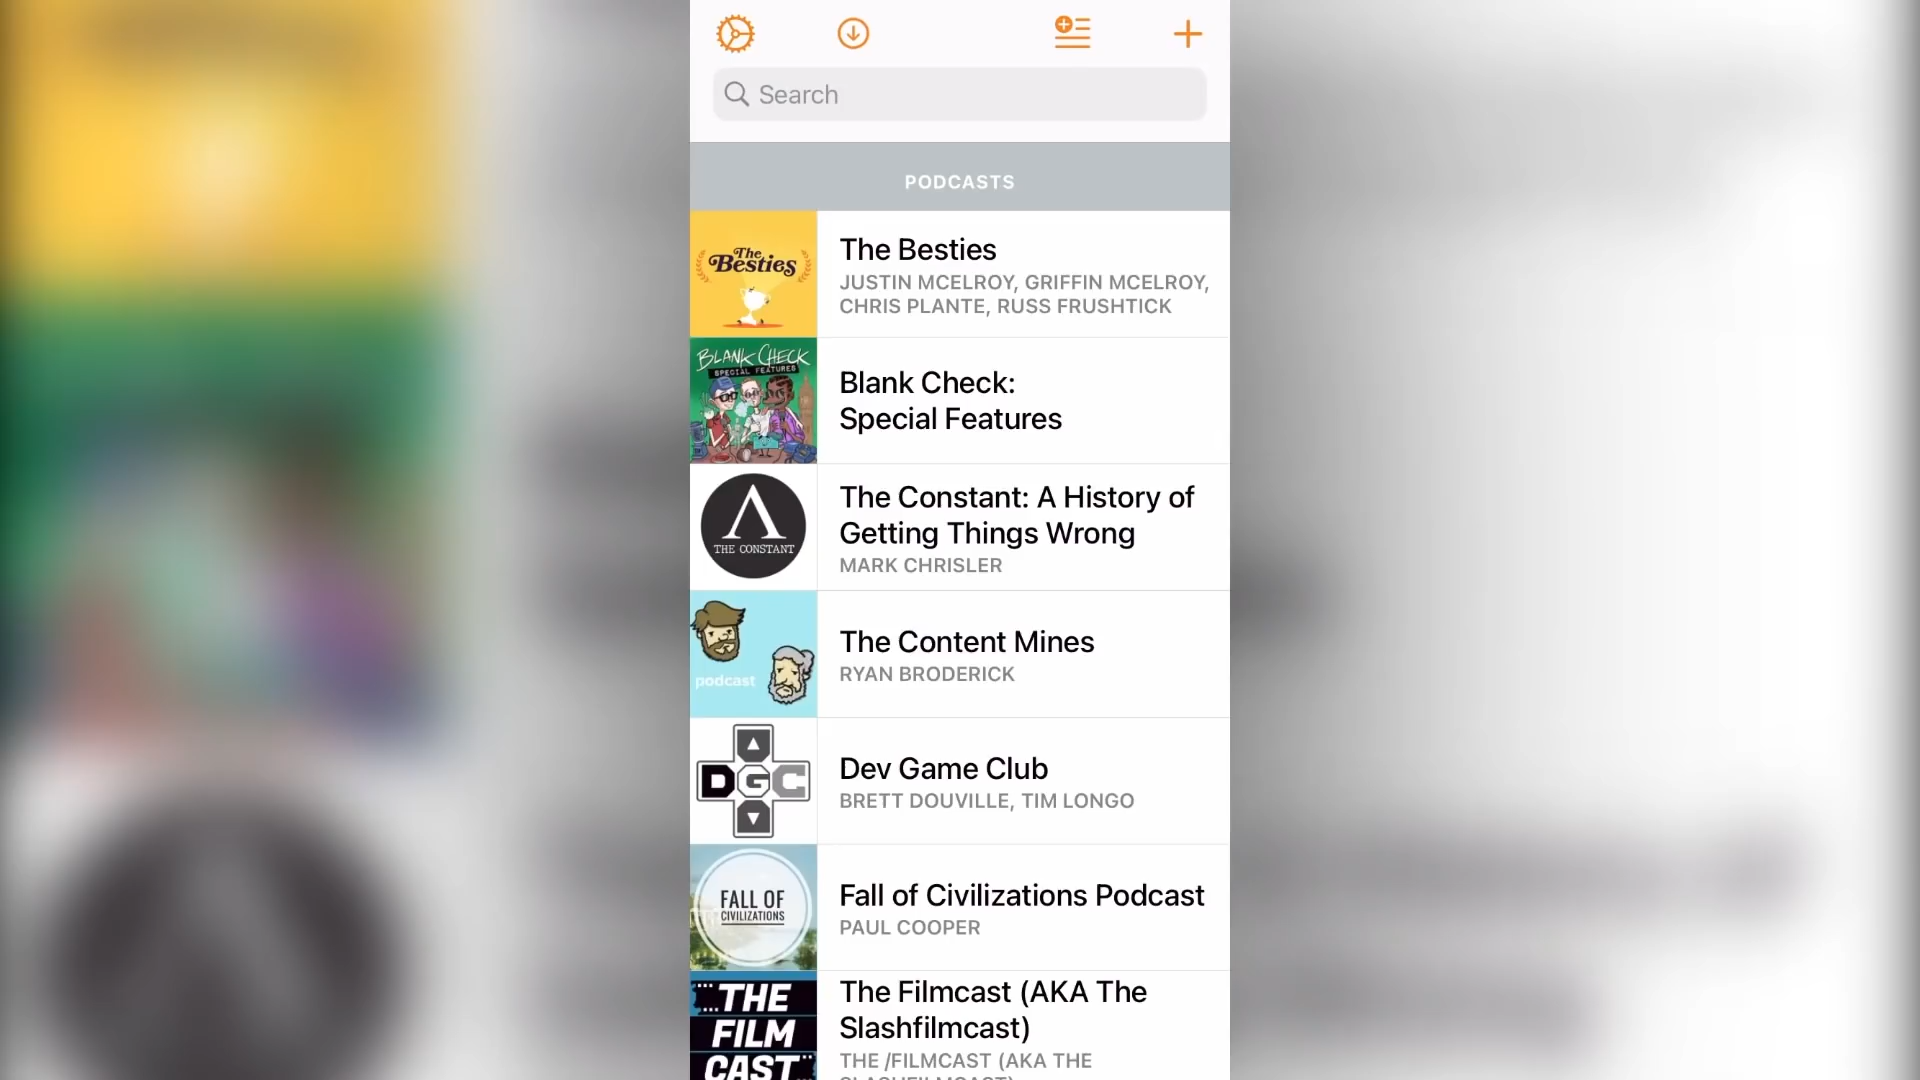 Search
PODCASTS
The
Besties
The Besties
JUSTIN MCELROY, GRIFFIN MCELROY,
CHRIS PLANTE, RUSS FRUSHTICK
BLANK CHECK
SPECIAL FEATURES
Blank Check:
Special Features
THE CONSTANT
The Constant: A History of
Getting Things Wrong
MARK CHRISLER
podcast
The Content Mines
RYAN BRODERICK
DGC
Dev Game Club
BRETT DOUVILLE, TIM LONGO
FALL OF
CIVILIZATIONS
Fall of Civilizations Podcast
PAUL COOPER
THE
FILM
CAST
The Filmcast (AKA The
Slashfilmcast)
THE /FILMCAST (AKA THE
SLASHFILMCAST)